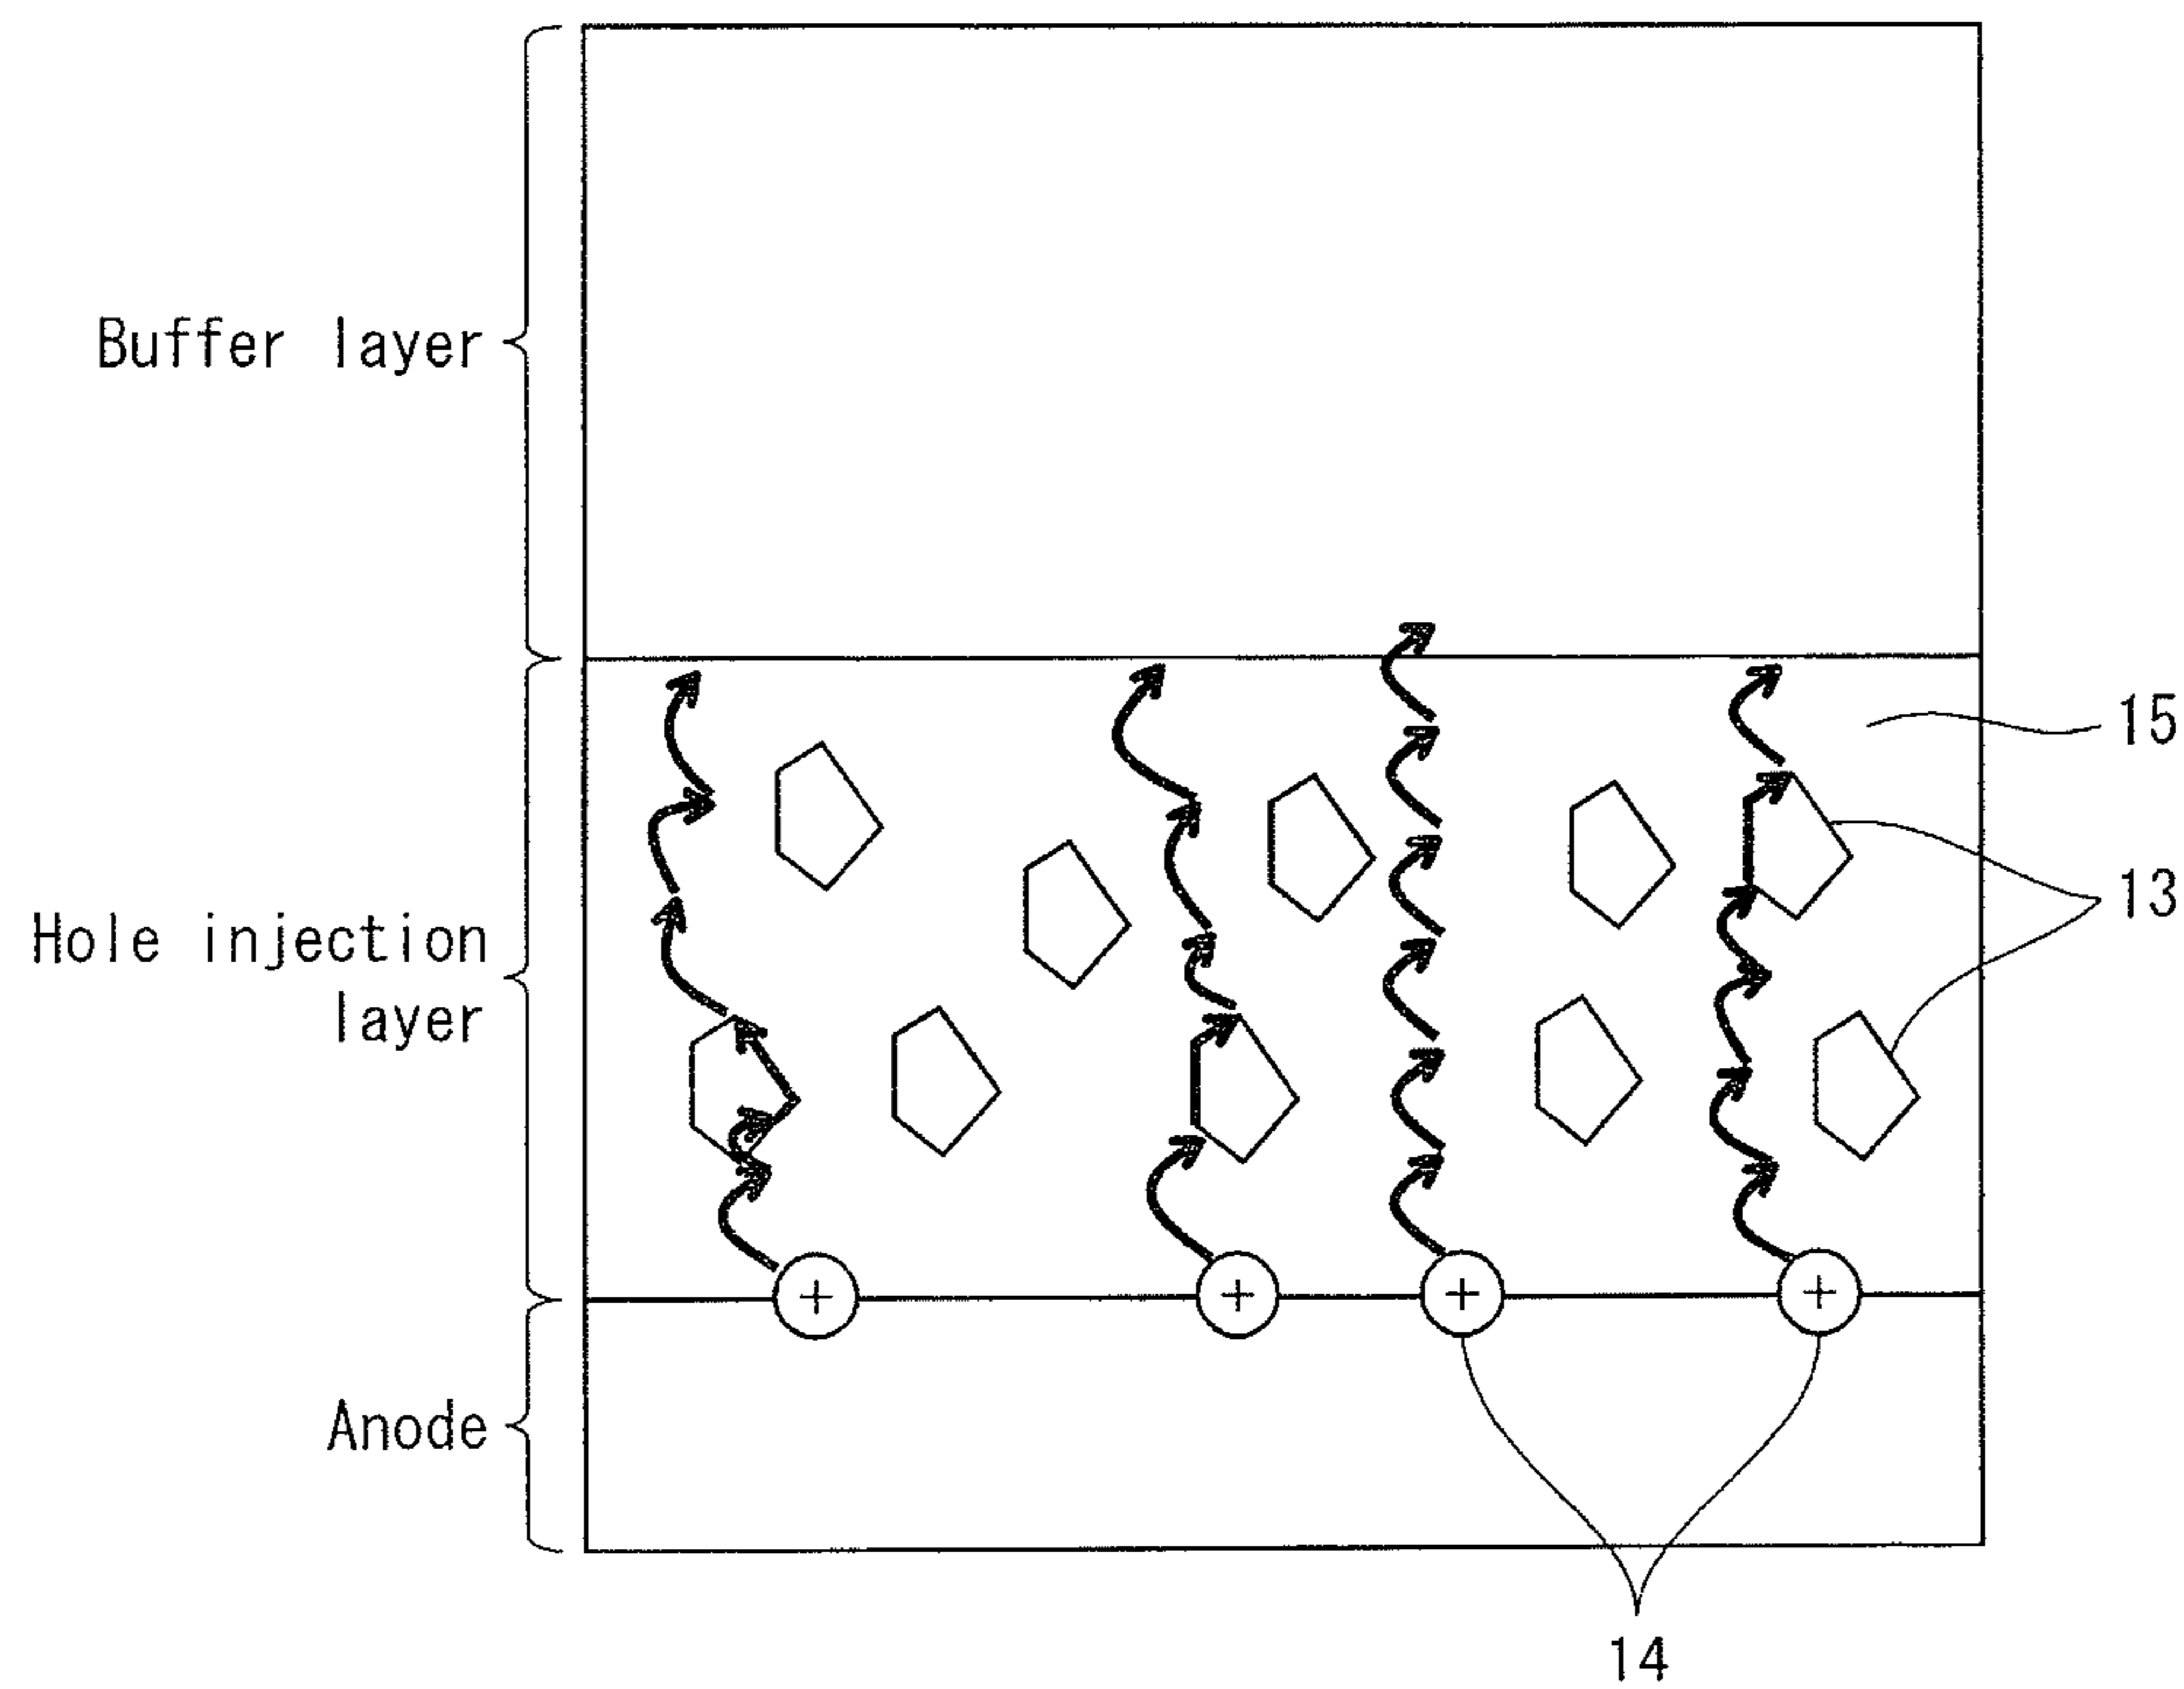 Buffer layer
15
13
Hole injection
layer
+ + + +
Anode
14